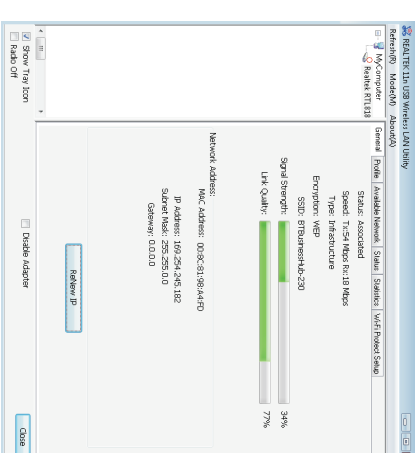 REALTEK 11n USB Wireless LAN Utility
Refresh(R) Mode(M) About(A)
MyComputer
Realtek RTL818
General Profile Available Network Status Statistics Wi-Fi Protect Setup
Status: Associated
Speed: Tx:54 Mbps Rx:18 Mbps
Type: Infrastructure
Encryption: WEP
SSID: BTBusinessHub-230
Signal Strength: 34%
Link Quality: 77%
Network Address:
MAC Address: 00:8C:81:98:A4:FD
IP Address: 169.254.245.182
Subnet Mask: 255.255.0.0
Gateway: 0.0.0.0
ReNew IP
Show Tray Icon
Radio Off
Disable Adapter
Close